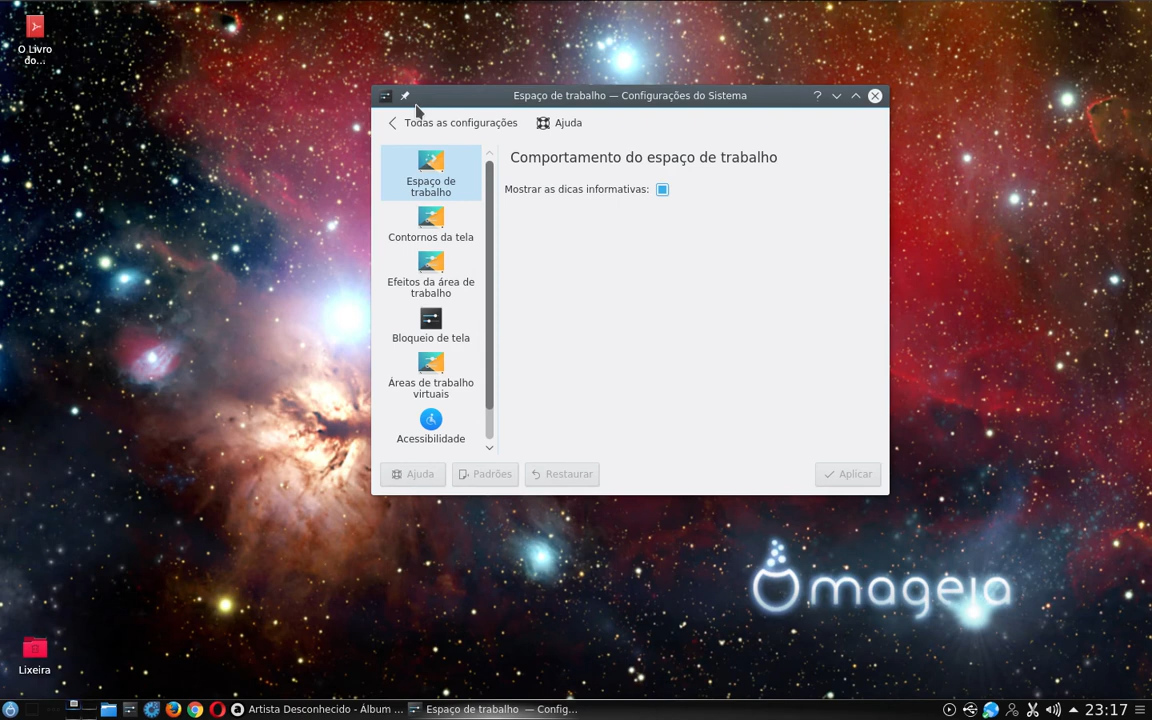 O Livro
do...
Espaço de trabalho — Configurações do Sistema
?
Todas as configurações
Ajuda
Espaço de
trabalho
Contornos da tela
Efeitos da área de
trabalho
Bloqueio de tela
Áreas de trabalho
virtuais
Acessibilidade
Comportamento do espaço de trabalho
Mostrar as dicas informativas:
Ajuda
Padrões
Restaurar
Aplicar
mageia
Lixeira
Artista Desconhecido - Álbum ...
Espaço de trabalho — Config...
23:17